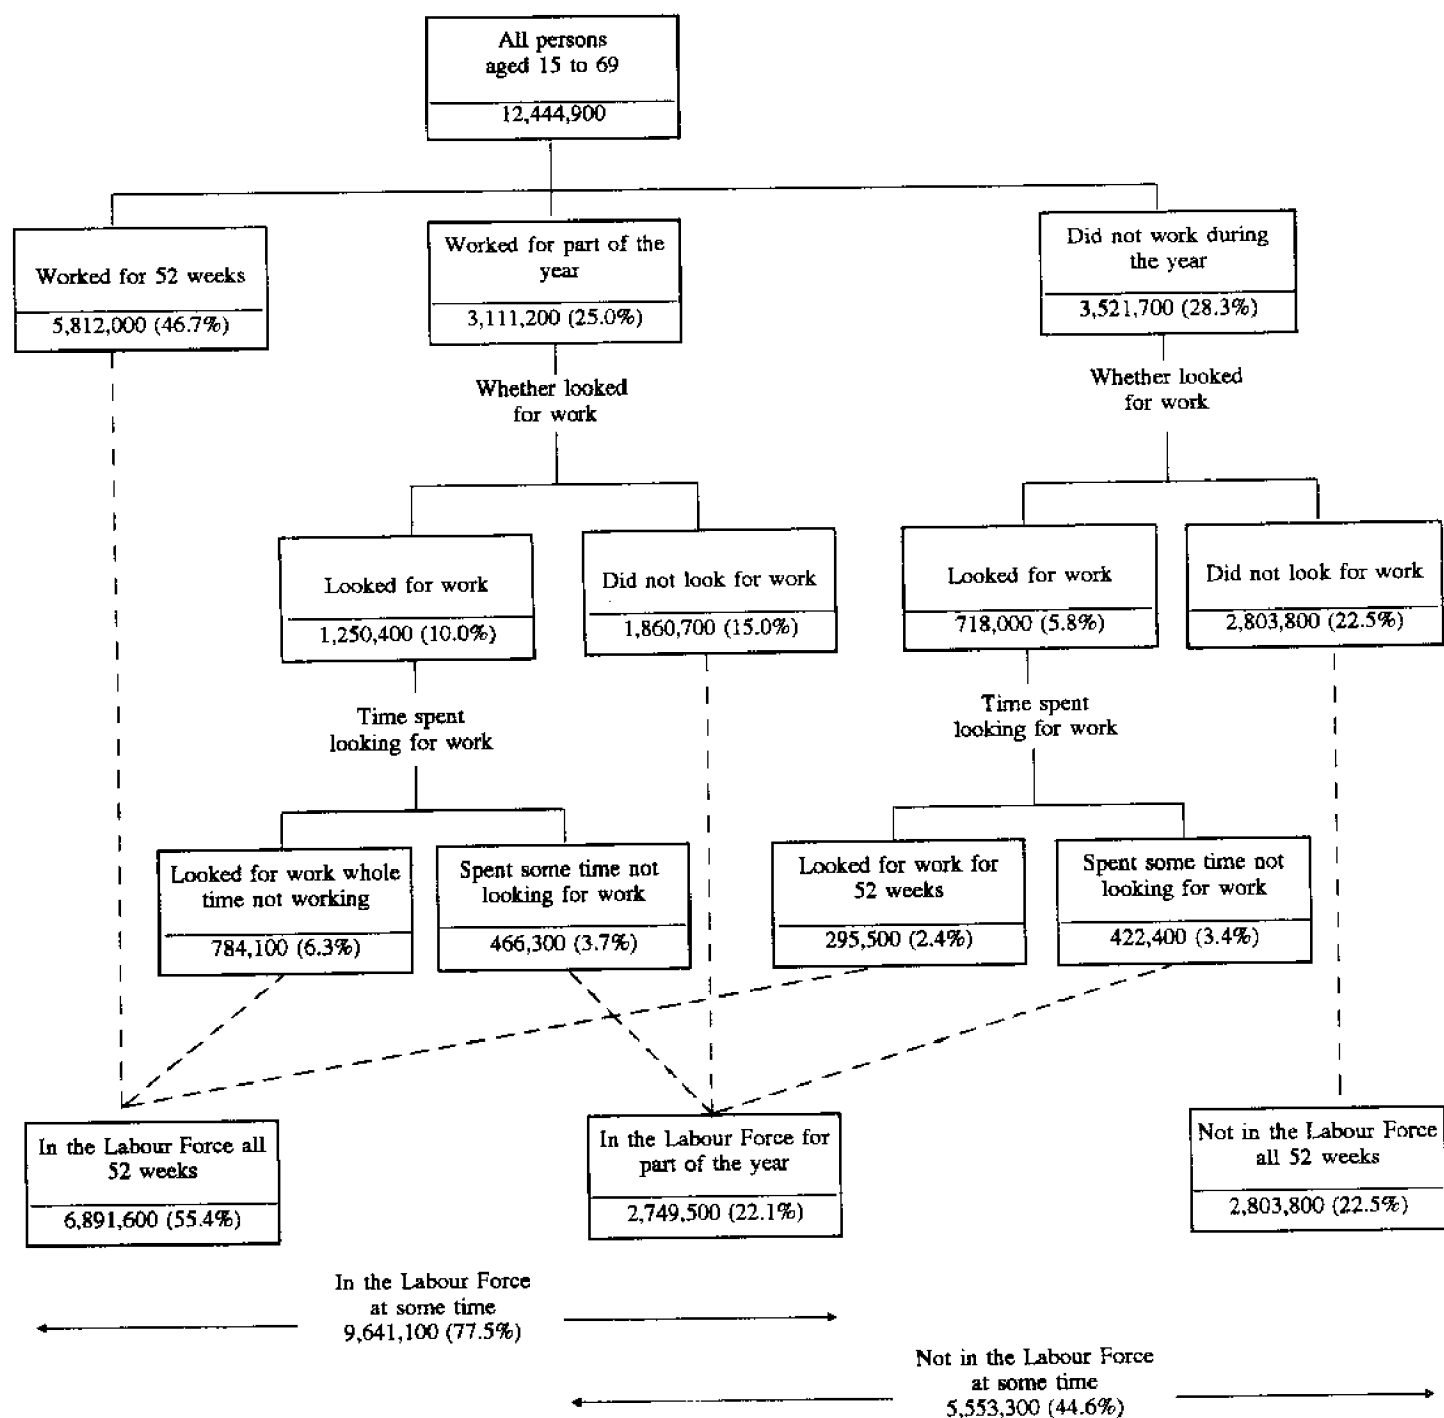 All persons
aged 15 to 69
12,444,900
Worked for 52 weeks
5,812,000 (46.7%)
Worked for part of the
year
3,111,200 (25.0%)
Did not work during
the year
3,521,700 (28.3%)
Whether looked
for work
Whether looked
for work
Looked for work
1,250,400 (10.0%)
Did not look for work
1,860,700 (15.0%)
Looked for work
718,000 (5.8%)
Did not look for work
2,803,800 (22.5%)
Time spent
looking for work
Time spent
looking for work
Looked for work whole
time not working
784,100 (6.3%)
Spent some time not
looking for work
466,300 (3.7%)
Looked for work for
52 weeks
295,500 (2.4%)
Spent some time not
looking for work
422,400 (3.4%)
In the Labour Force all
52 weeks
6,891,600 (55.4%)
In the Labour Force for
part of the year
2,749,500 (22.1%)
Not in the Labour Force
all 52 weeks
2,803,800 (22.5%)
In the Labour Force
at some time
9,641,100 (77.5%)
Not in the Labour Force
at some time
5,553,300 (44.6%)